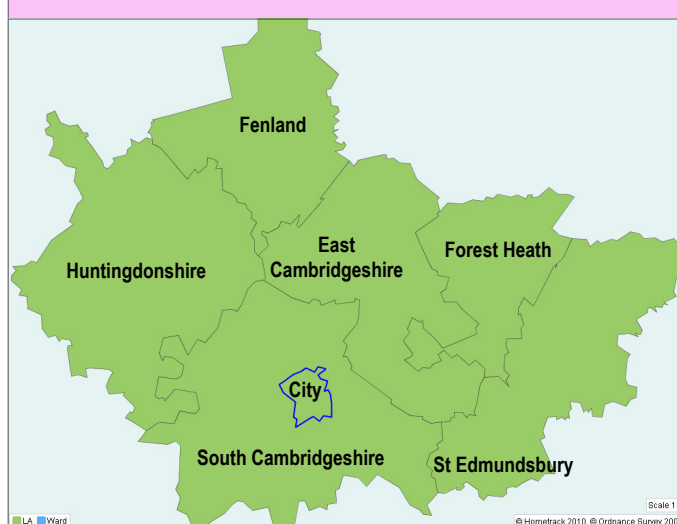 Fenland
East
Cambridgeshire
Forest Heath
Huntingdonshire
City
South Cambridgeshire
St Edmundsbury
Scale 1:
LA Ward
© Hometrack 2010, © Ordnance Survey 200